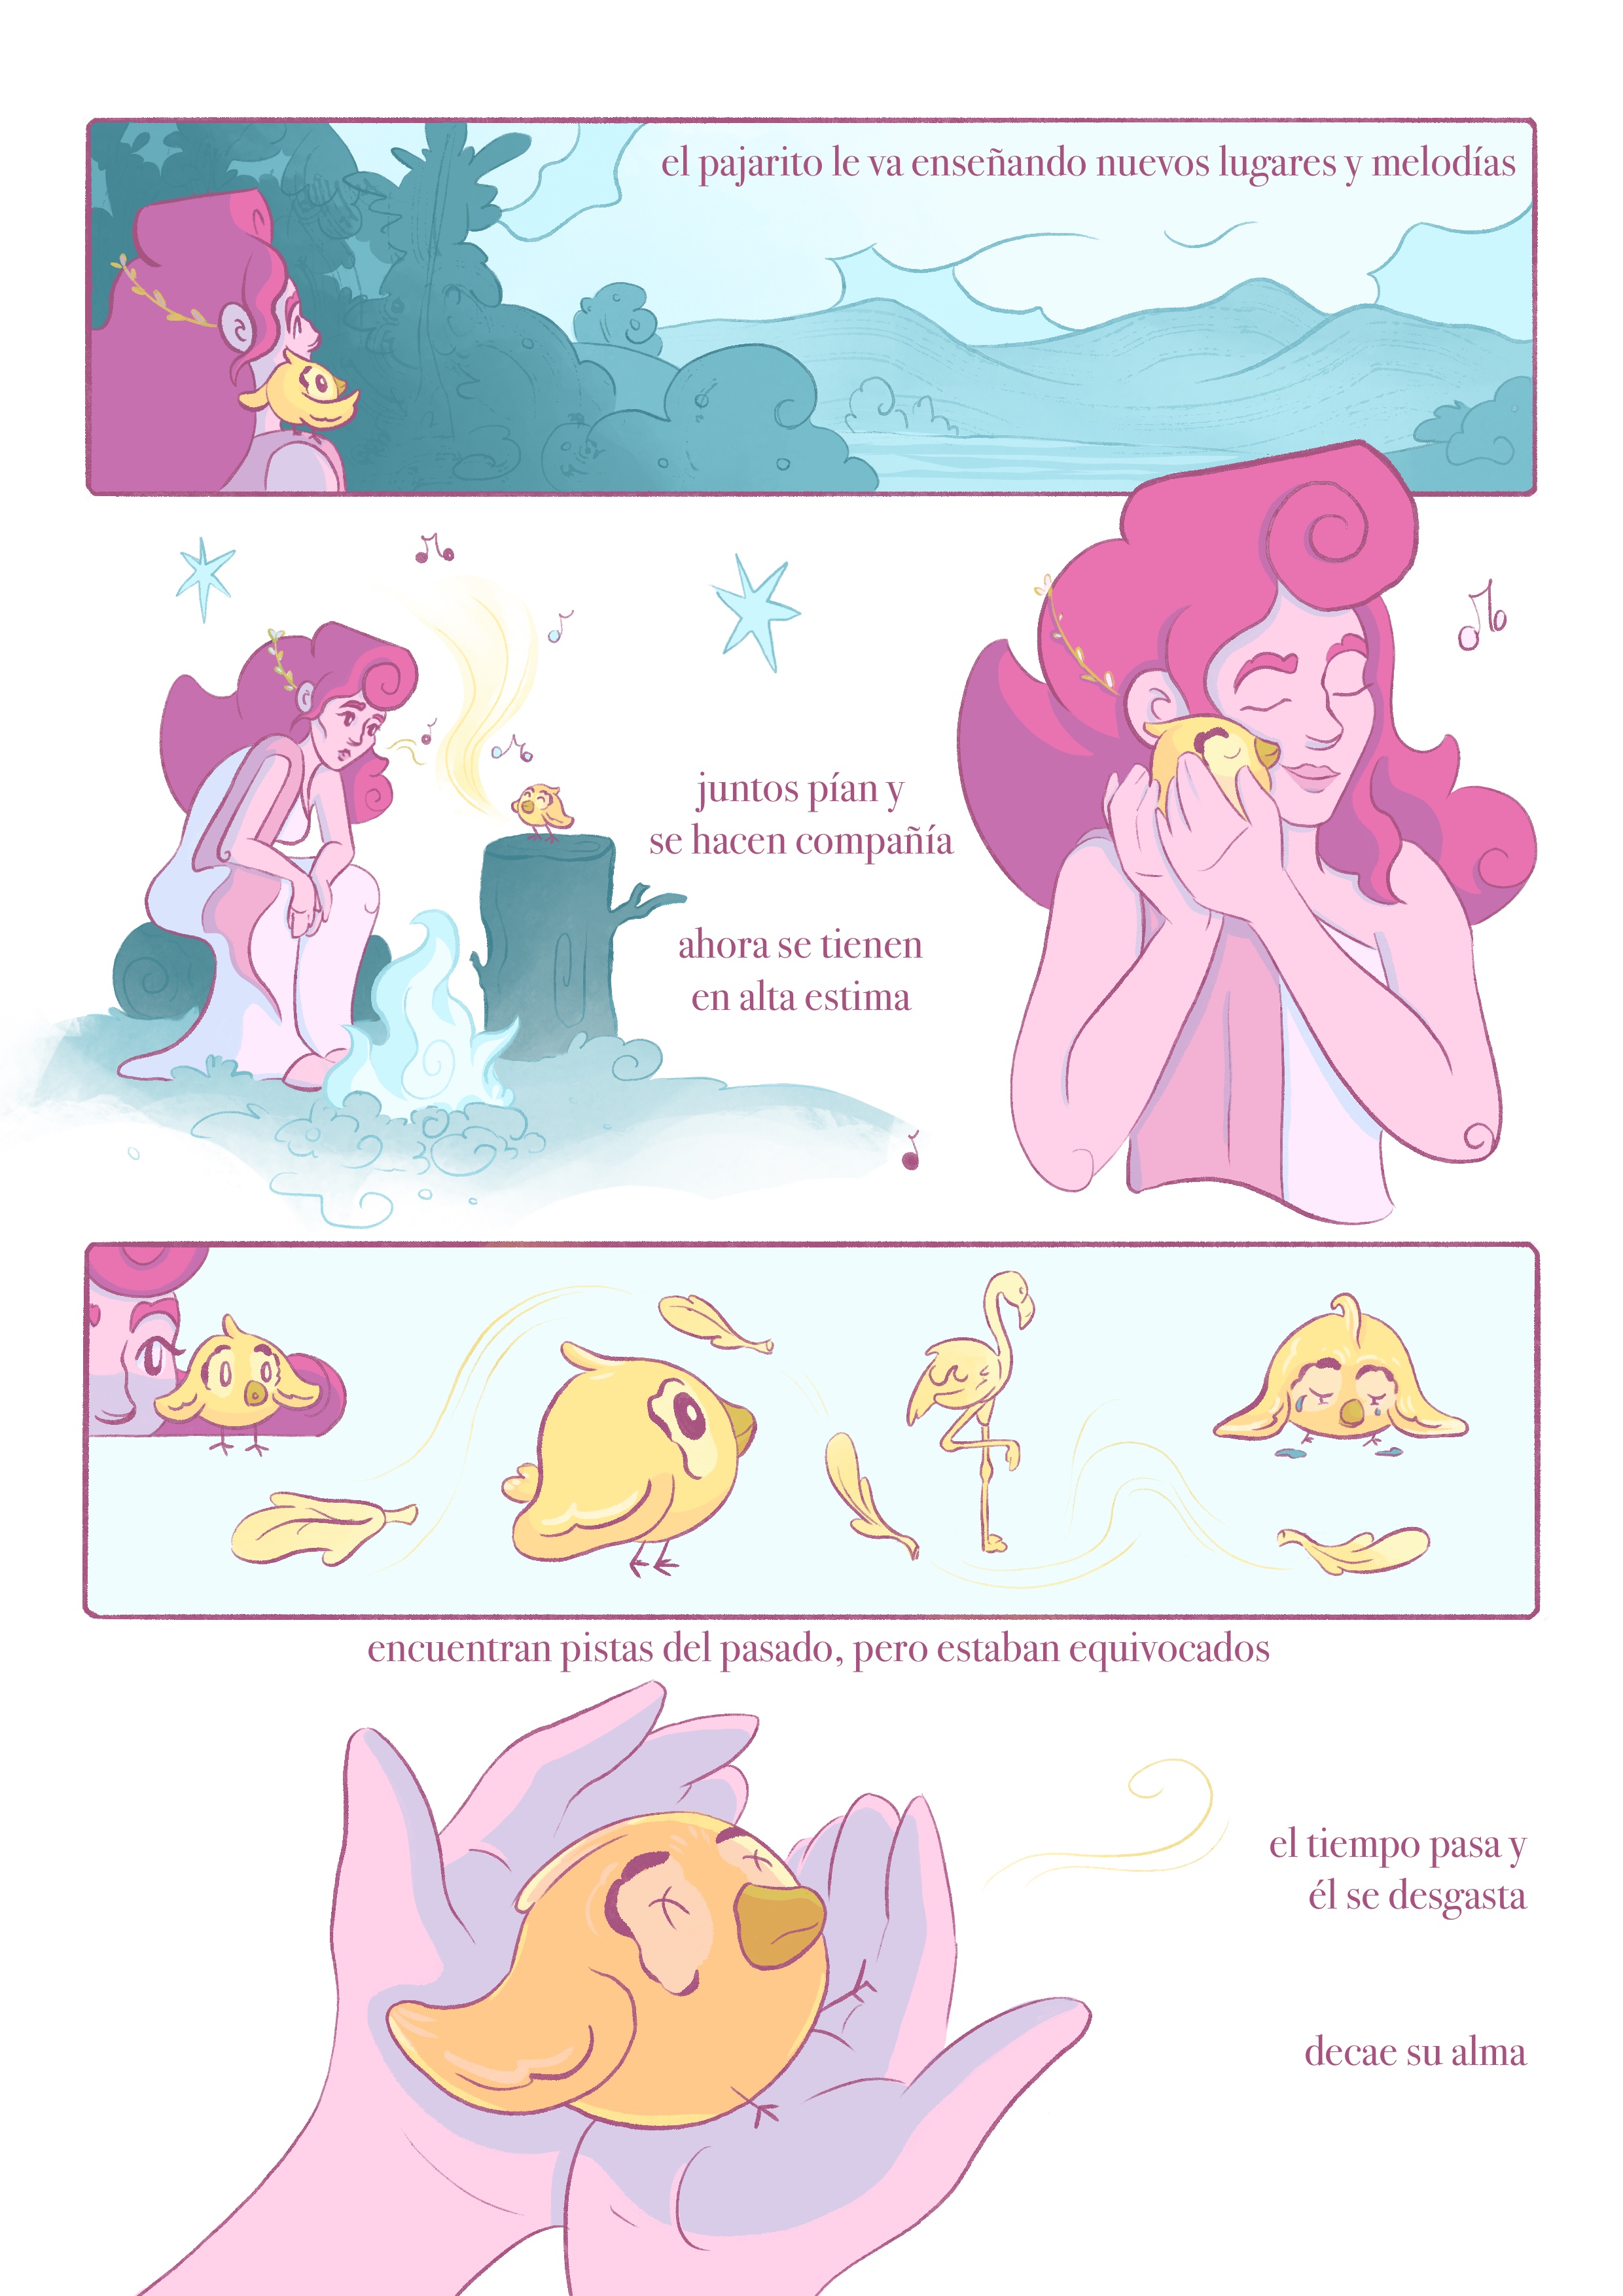 el pajarito le va enseñando nuevos lugares y melodías
juntos pían y
se hacen compañía
ahora se tienen
en alta estima
encuentran pistas del pasado, pero estaban equivocados
el tiempo pasa y
él se desgasta
decae su alma